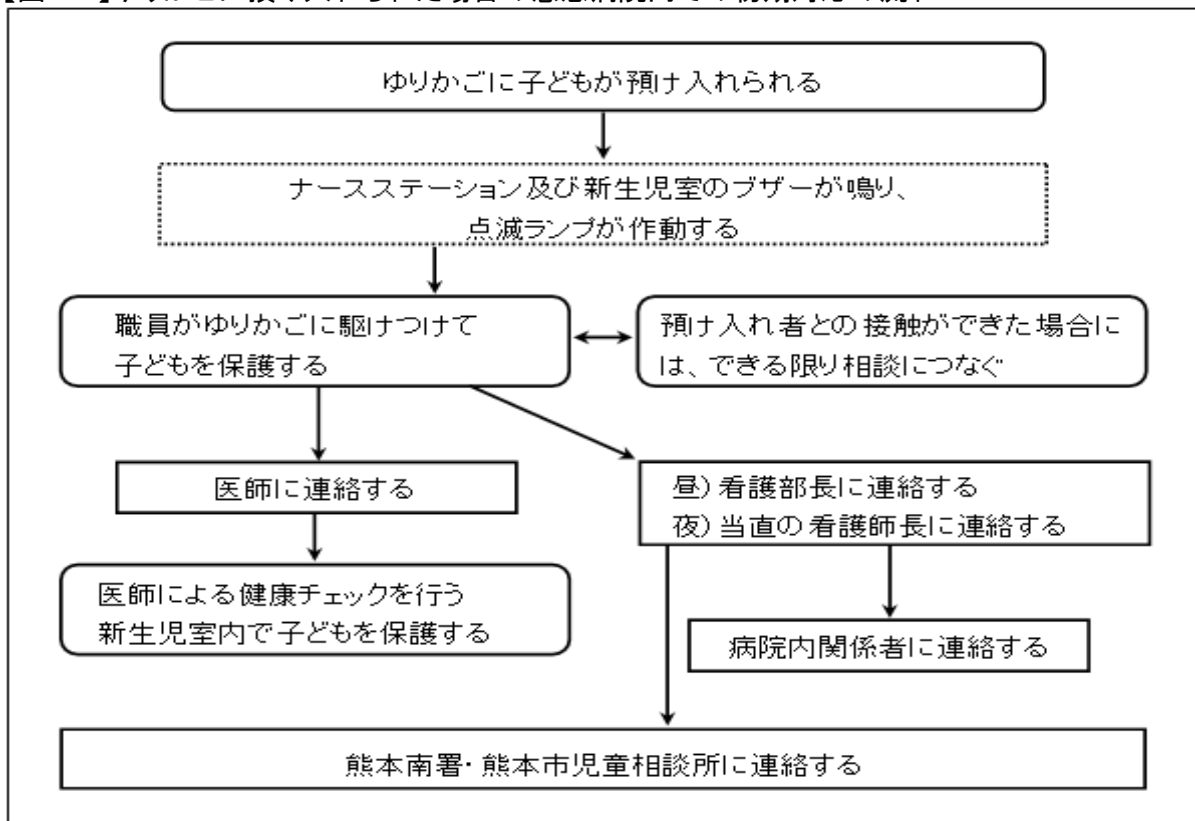 ゆりかごに子どもが預け入れられる
ナースステーション及び新生児室のブザーが鳴り、
点滅ランプが作動する
職員がゆりかごに駆けつけて
子どもを保護する
預け入れ者との接触ができた場合に
は、できる限り相談につなぐ
医師に連絡する
昼）看護部長に連絡する
夜）当直の看護師長に連絡する
医師による健康チェックを行う
新生児室内で子どもを保護する
病院内関係者に連絡する
熊本南署・熊本市児童相談所に連絡する